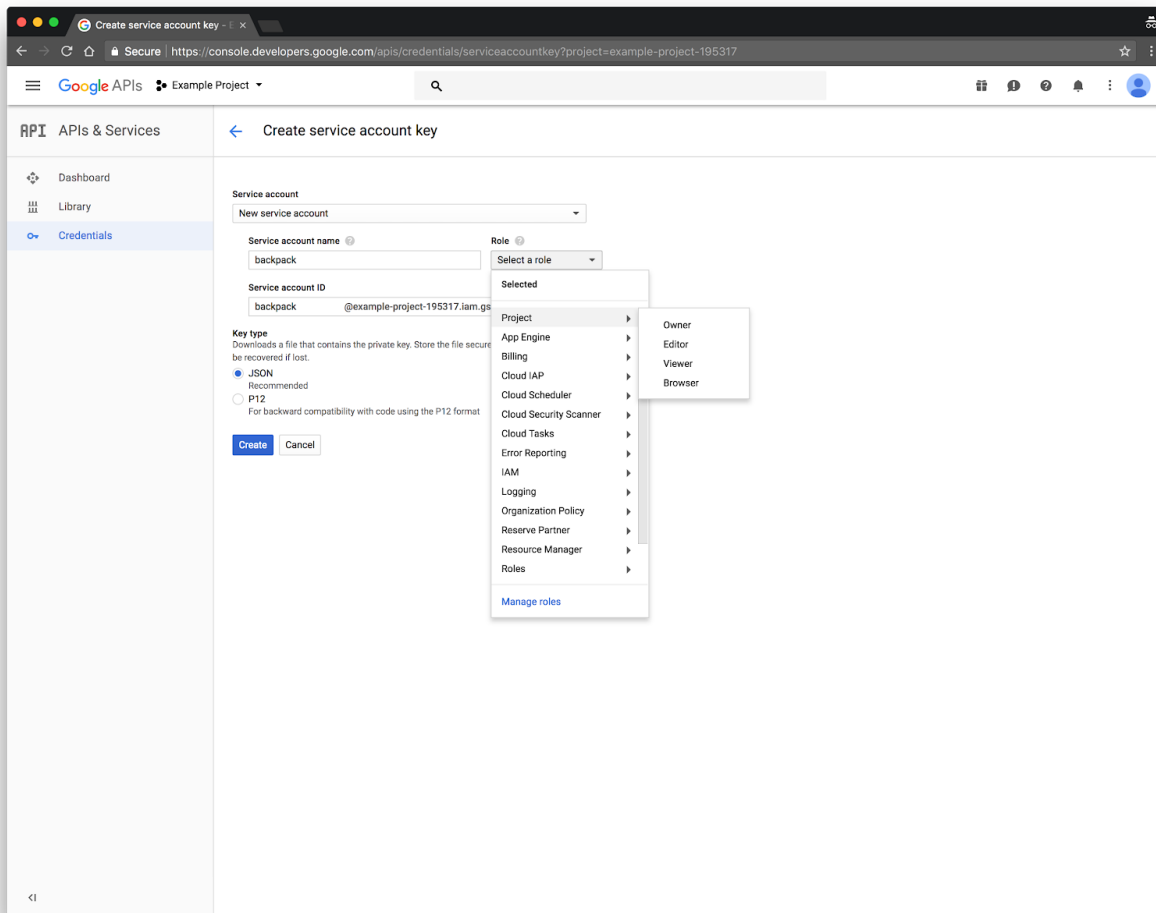 Create service account key - E
Secure https://console.developers.google.com/apis/credentials/serviceaccountkey?project=example-project-195317
Google APIs Example Project
API APIs & Services
Create service account key
Dashboard
Library
Credentials
Service account
New service account
Service account name
Role
backpack
Select a role
Service account ID
backpack @example-project-195317.iam.gs
Key type
Downloads a file that contains the private key. Store the file secure
be recovered if lost.
JSON
Recommended
P12
For backward compatibility with code using the P12 format
Create Cancel
Selected
Project
App Engine
Billing
Cloud IAP
Cloud Scheduler
Cloud Security Scanner
Cloud Tasks
Error Reporting
IAM
Logging
Organization Policy
Reserve Partner
Resource Manager
Roles
Manage roles
Owner
Editor
Viewer
Browser